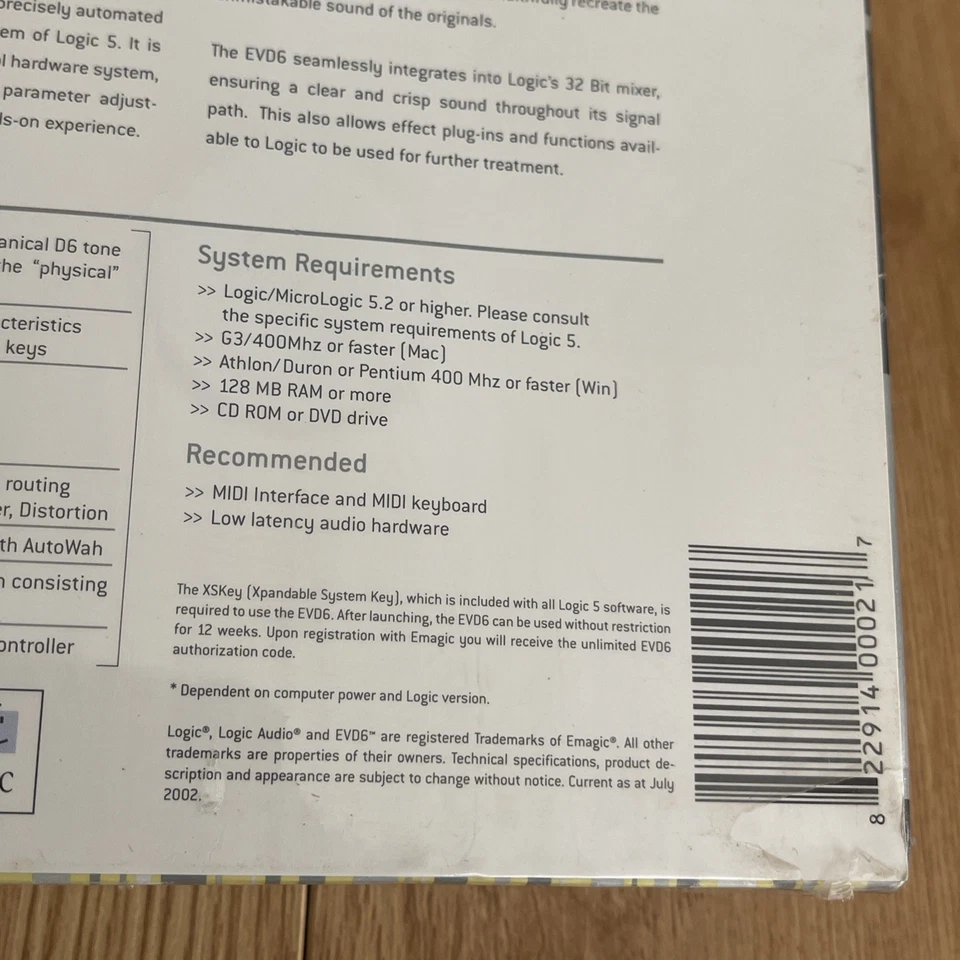 precisely automated
em of Logic 5. It is
l hardware system,
parameter adjust-
ds-on experience.
recreate the
sound of the originals.
The EVD6 seamlessly integrates into Logic's 32 Bit mixer,
ensuring a clear and crisp sound throughout its signal
path. This also allows effect plug-ins and functions avail-
able to Logic to be used for further treatment.
anical D6 tone
he "physical"
cteristics
keys
routing
er, Distortion
th AutoWah
n consisting
ontroller
C
System Requirements
>> Logic/MicroLogic 5.2 or higher. Please consult
the specific system requirements of Logic 5.
>> G3/400Mhz or faster (Mac)
>> Athlon/Duron or Pentium 400 Mhz or faster (Win)
>> 128 MB RAM or more
>> CD ROM or DVD drive
Recommended
>> MIDI Interface and MIDI keyboard
>> Low latency audio hardware
The XSKey (Xpandable System Key), which is included with all Logic 5 software, is
required to use the EVD6. After launching, the EVD6 can be used without restriction
for 12 weeks. Upon registration with Emagic you will receive the unlimited EVD6
authorization code.
* Dependent on computer power and Logic version.
Logic®, Logic Audio® and EVD6™ are registered Trademarks of Emagic®. All other
trademarks are properties of their owners. Technical specifications, product de-
scription and appearance are subject to change without notice. Current as at July
2002.
8 22914 00021 7